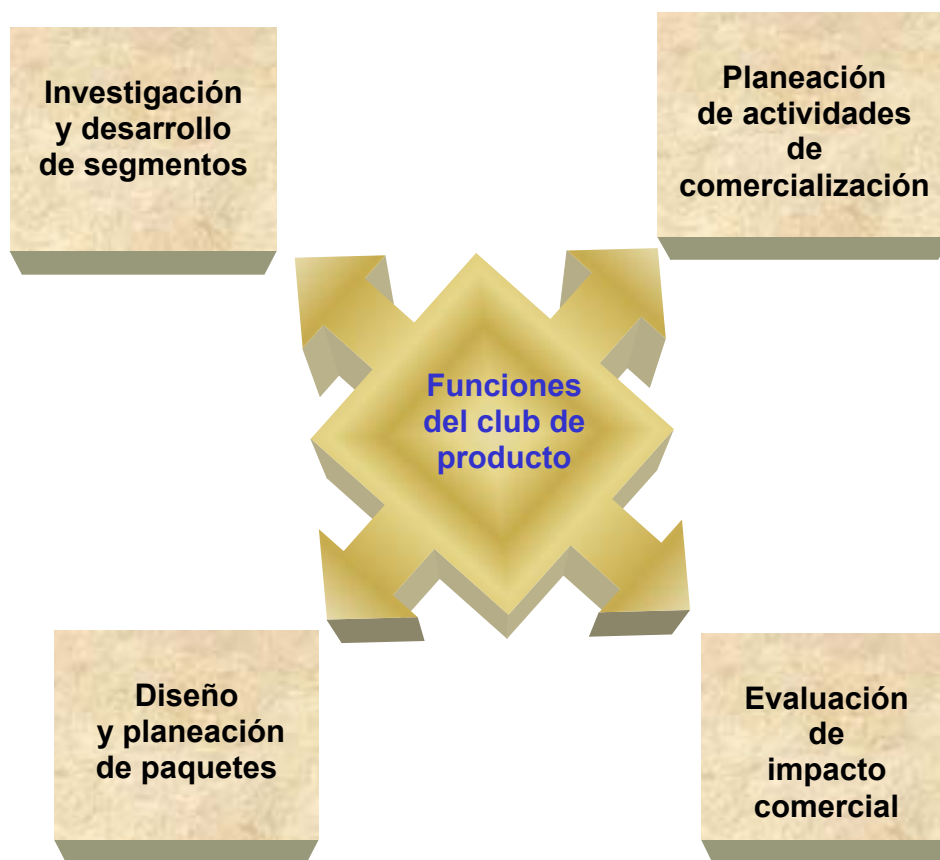 Investigación
y desarrollo
de segmentos
Planeación
de actividades
de
comercialización
Funciones
del club de
producto
Diseño
y planeación
de paquetes
Evaluación
de
impacto
comercial